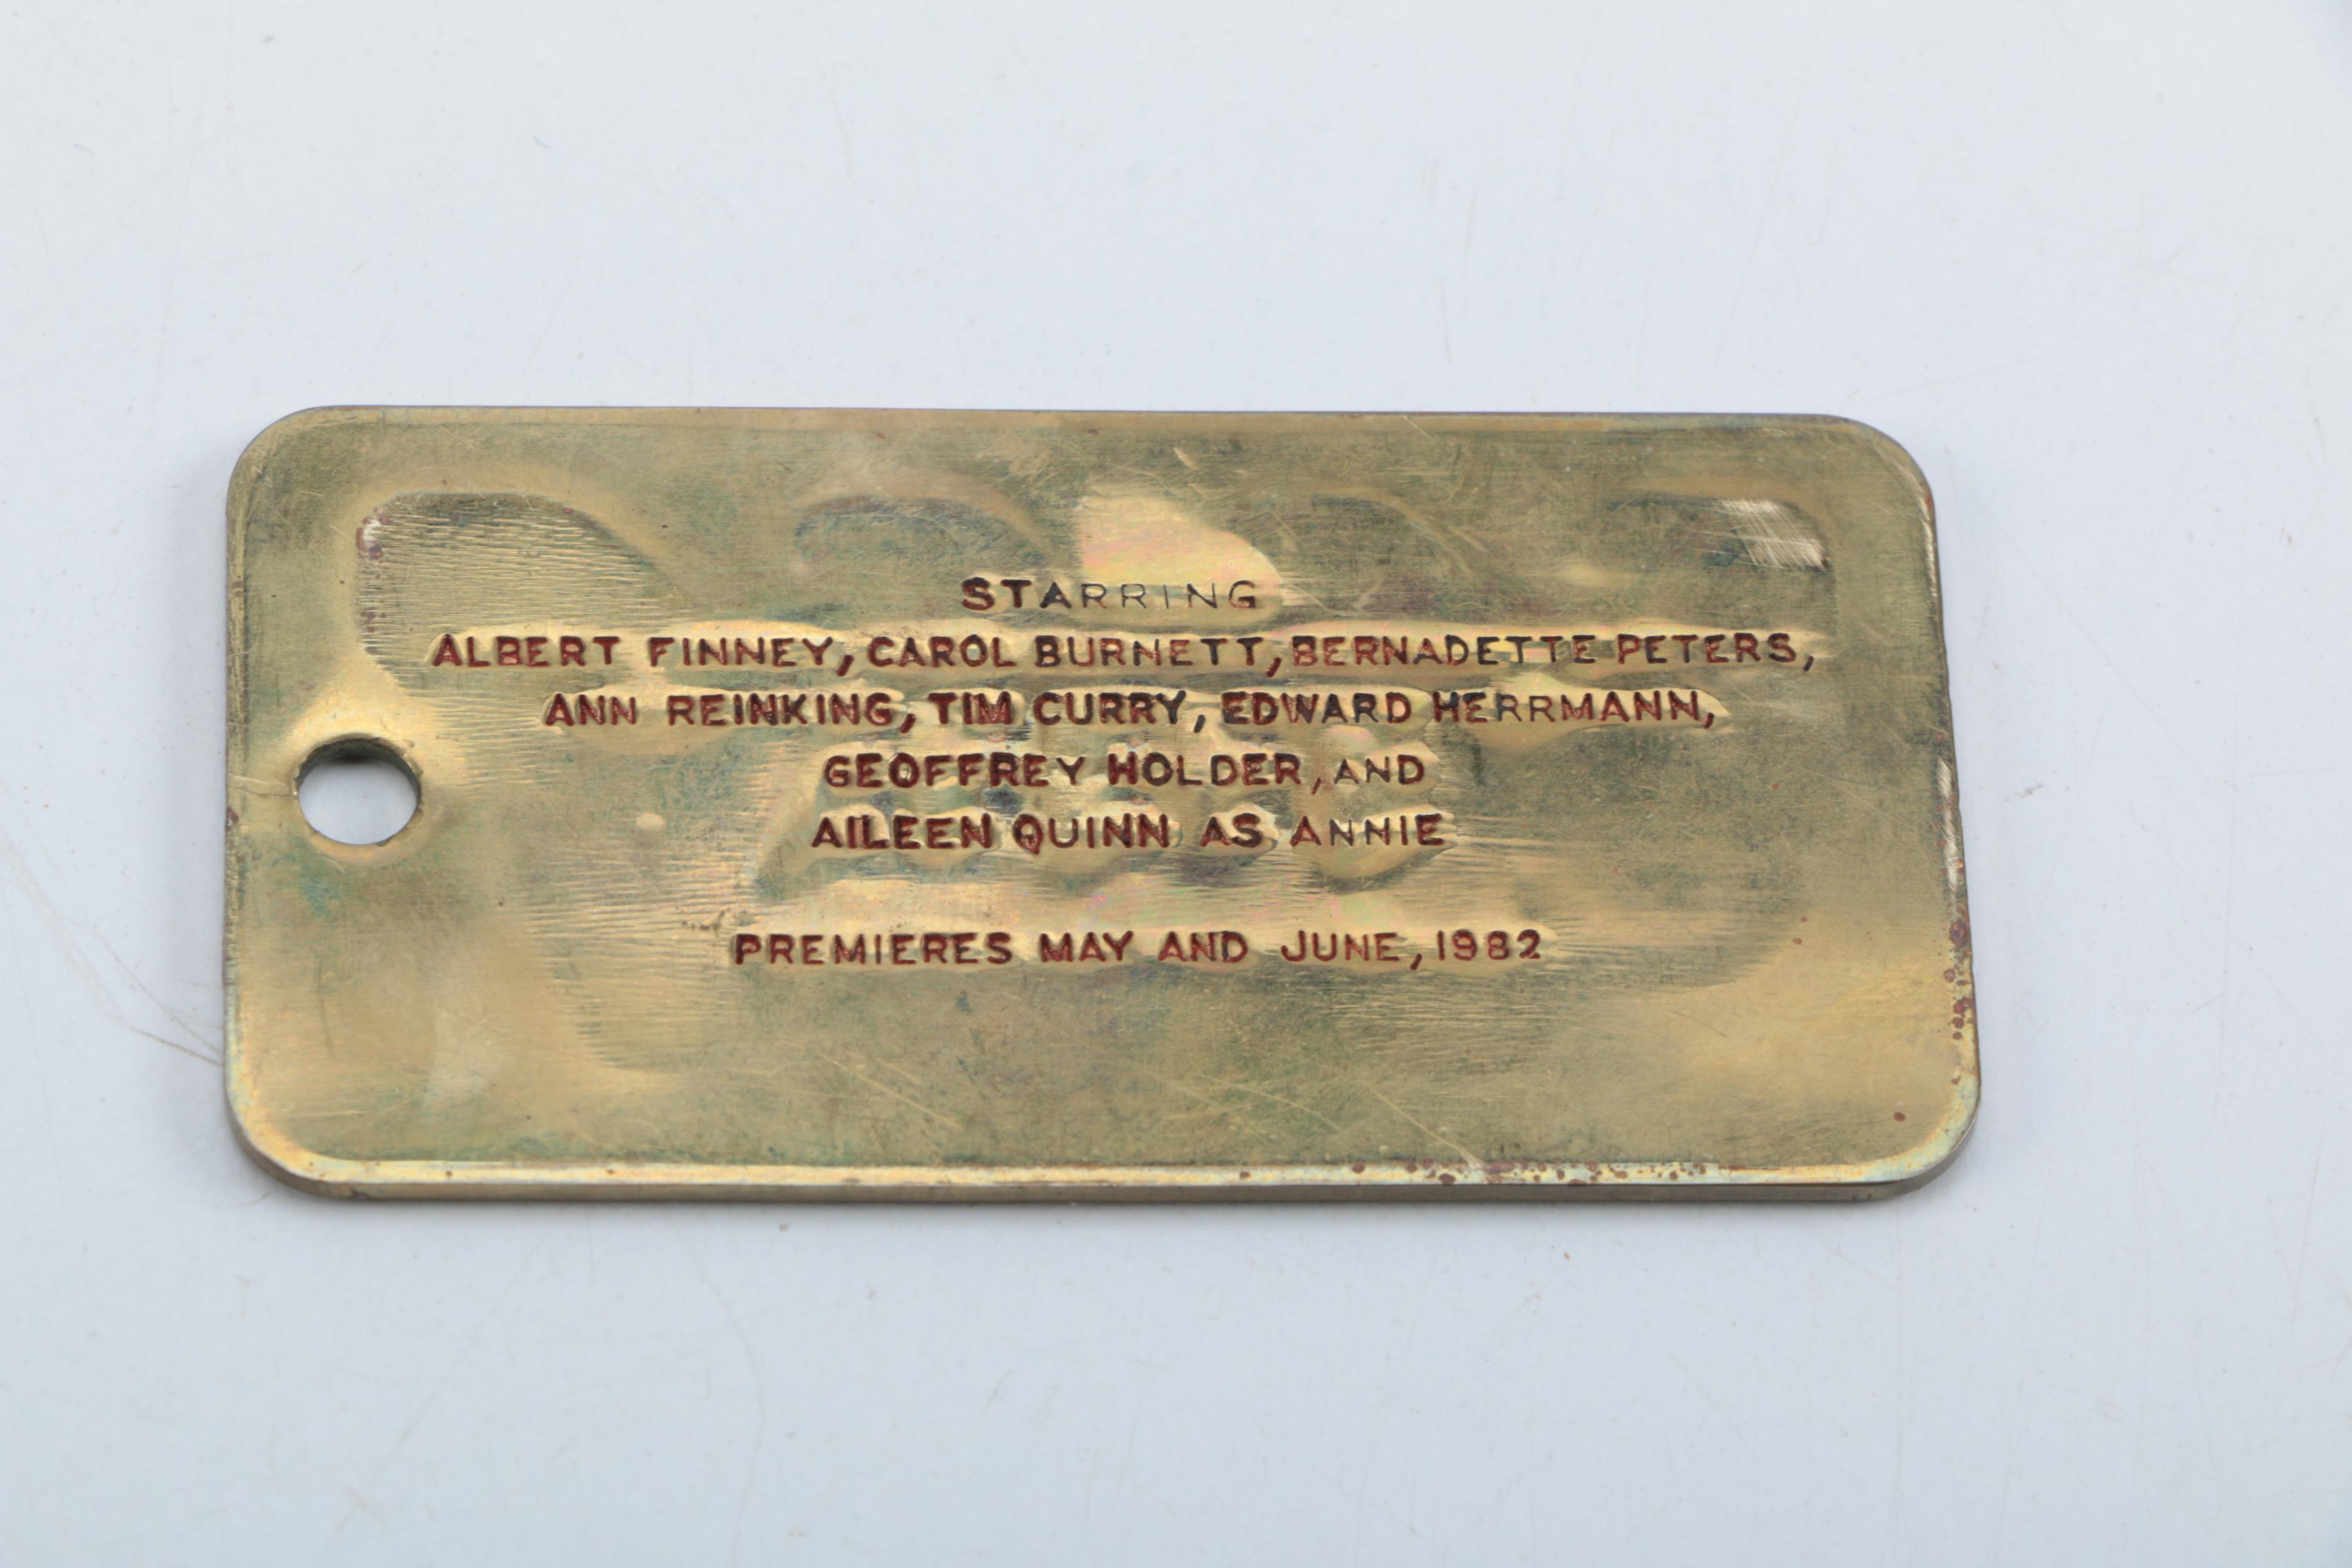 STARRING
ALBERT FINNEY, CAROL BURNETT, BERNADETTE PETERS,
ANN REINKING, TIM CURRY, EDWARD HERRMANN,
GEOFFREY HOLDER, AND
AILEEN QUINN AS ANNIE
PREMIERES MAY AND JUNE, 1982